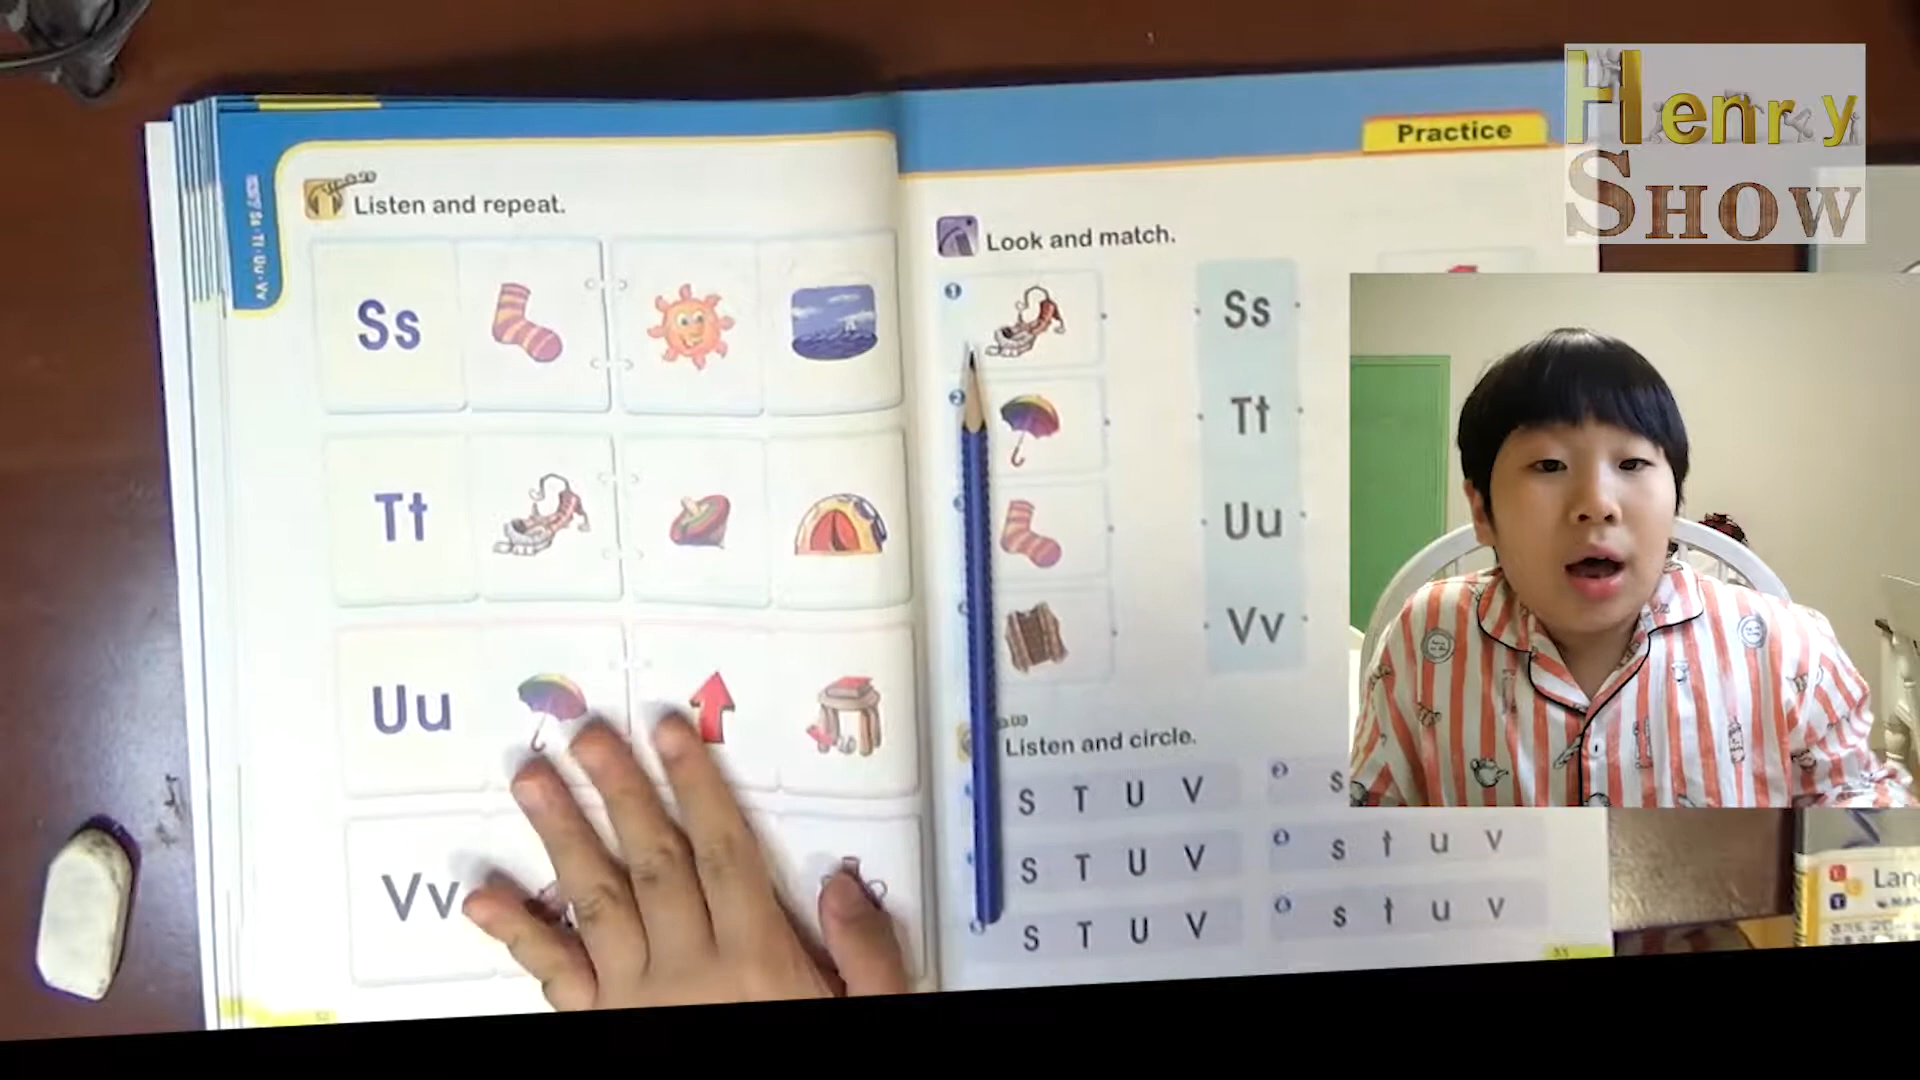 Henry
SHOW
Practice
Listen and repeat.
Ss
Tt
Uu
Vv
Look and match.
Ss
Tt
Uu
Vv
Listen and circle.
S T U V
S T U V
s t u v
S T U V
s t u v
Ss · Tt · Uu · Vv